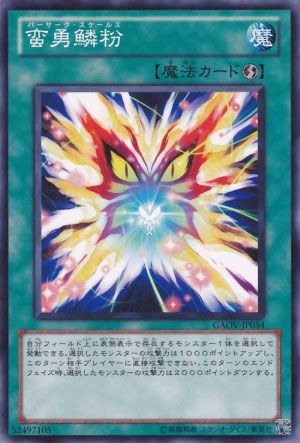 バーサーク・スケールス
蛮勇鱗粉
魔
【魔法カード】
GAOV-JP054
自分フィールド上に表側表示で存在するモンスター1体を選択して
発動できる。選択したモンスターの攻撃力は1000ポイントアップし、
このターン相手プレイヤーに直接攻撃できない。このターンのエンド
フェイズ時、選択したモンスターの攻撃力は2000ポイントダウンする。
52497105
©高橋和希 スタジオ・ダイス/集英社